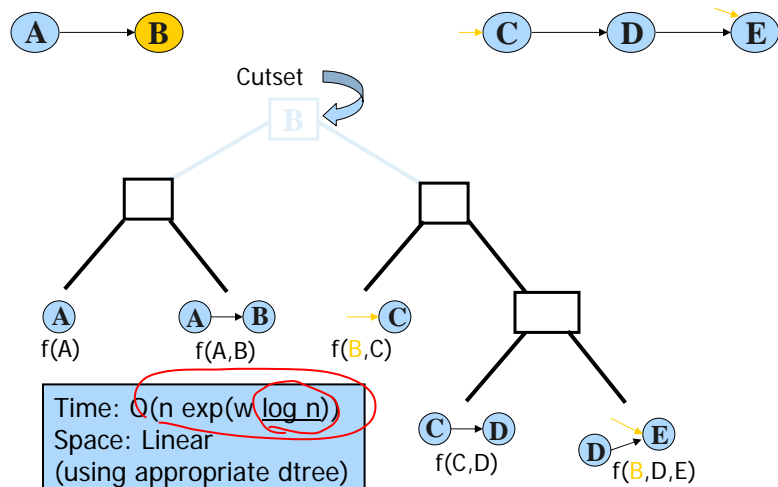 A B C D E
Cutset
B
A A B C
f(A) f(A,B) f(B,C)
Time: O(n exp(w log n))
Space: Linear
(using appropriate dtree)
C D D E
f(C,D) f(B,D,E)